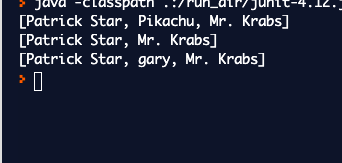 > java -classpath .:/run_dir/junit-4.12.j
[Patrick Star, Pikachu, Mr. Krabs]
[Patrick Star, Mr. Krabs]
[Patrick Star, gary, Mr. Krabs]
>